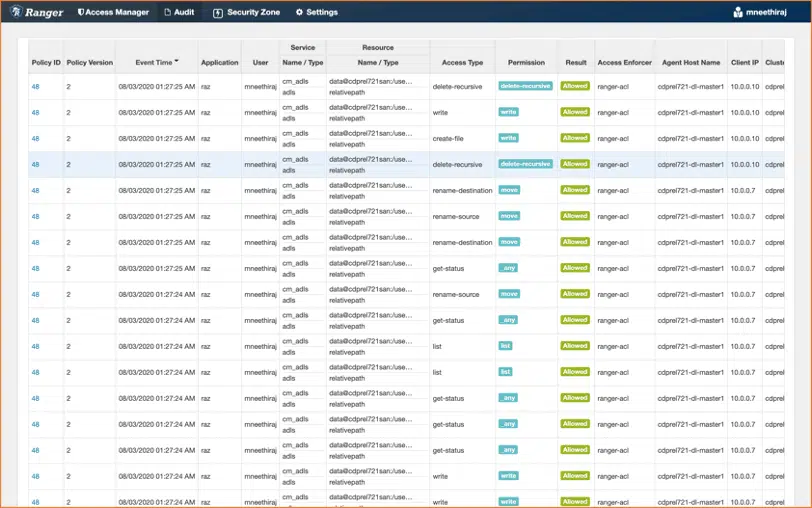 Ranger Access Manager Audit Security Zone Settings mneethiraj
Service Resource
Policy ID Policy Version Event Time Application User Name / Type Name / Type Access Type Permission Result Access Enforcer Agent Host Name Client IP Cluste
48 2 08/03/2020 01:27:25 AM raz mneethiraj cm_adls adls data@cdprel721san:/use... relativepath delete-recursive delete-recursive Allowed ranger-acl cdprel721-dl-master1 10.0.0.10 cdprel
48 2 08/03/2020 01:27:25 AM raz mneethiraj cm_adls adls data@cdprel721san:/use... relativepath write write Allowed ranger-acl cdprel721-dl-master1 10.0.0.10 cdprel
48 2 08/03/2020 01:27:25 AM raz mneethiraj cm_adls adls data@cdprel721san:/use... relativepath create-file write Allowed ranger-acl cdprel721-dl-master1 10.0.0.10 cdprel
48 2 08/03/2020 01:27:25 AM raz mneethiraj cm_adls adls data@cdprel721san:/use... relativepath delete-recursive delete-recursive Allowed ranger-acl cdprel721-dl-master1 10.0.0.10 cdprel
48 2 08/03/2020 01:27:25 AM raz mneethiraj cm_adls adls data@cdprel721san:/use... relativepath rename-destination move Allowed ranger-acl cdprel721-dl-master1 10.0.0.7 cdprel
48 2 08/03/2020 01:27:25 AM raz mneethiraj cm_adls adls data@cdprel721san:/use... relativepath rename-source move Allowed ranger-acl cdprel721-dl-master1 10.0.0.7 cdprel
48 2 08/03/2020 01:27:25 AM raz mneethiraj cm_adls adls data@cdprel721san:/use... relativepath rename-destination move Allowed ranger-acl cdprel721-dl-master1 10.0.0.7 cdprel
48 2 08/03/2020 01:27:25 AM raz mneethiraj cm_adls adls data@cdprel721san:/use... relativepath get-status _any Allowed ranger-acl cdprel721-dl-master1 10.0.0.7 cdprel
48 2 08/03/2020 01:27:24 AM raz mneethiraj cm_adls adls data@cdprel721san:/use... relativepath rename-source move Allowed ranger-acl cdprel721-dl-master1 10.0.0.7 cdprel
48 2 08/03/2020 01:27:24 AM raz mneethiraj cm_adls adls data@cdprel721san:/use... relativepath get-status _any Allowed ranger-acl cdprel721-dl-master1 10.0.0.7 cdprel
48 2 08/03/2020 01:27:24 AM raz mneethiraj cm_adls adls data@cdprel721san:/use... relativepath list list Allowed ranger-acl cdprel721-dl-master1 10.0.0.7 cdprel
48 2 08/03/2020 01:27:24 AM raz mneethiraj cm_adls adls data@cdprel721san:/use... relativepath list list Allowed ranger-acl cdprel721-dl-master1 10.0.0.7 cdprel
48 2 08/03/2020 01:27:24 AM raz mneethiraj cm_adls adls data@cdprel721san:/use... relativepath get-status _any Allowed ranger-acl cdprel721-dl-master1 10.0.0.7 cdprel
48 2 08/03/2020 01:27:24 AM raz mneethiraj cm_adls adls data@cdprel721san:/use... relativepath get-status _any Allowed ranger-acl cdprel721-dl-master1 10.0.0.7 cdprel
48 2 08/03/2020 01:27:24 AM raz mneethiraj cm_adls adls data@cdprel721san:/use... relativepath get-status _any Allowed ranger-acl cdprel721-dl-master1 10.0.0.7 cdprel
48 2 08/03/2020 01:27:24 AM raz mneethiraj cm_adls adls data@cdprel721san:/use... relativepath write write Allowed ranger-acl cdprel721-dl-master1 10.0.0.7 cdprel
48 2 08/03/2020 01:27:24 AM raz mneethiraj cm_adls adls data@cdprel721san:/use... relativepath write write Allowed ranger-acl cdprel721-dl-master1 10.0.0.7 cdprel